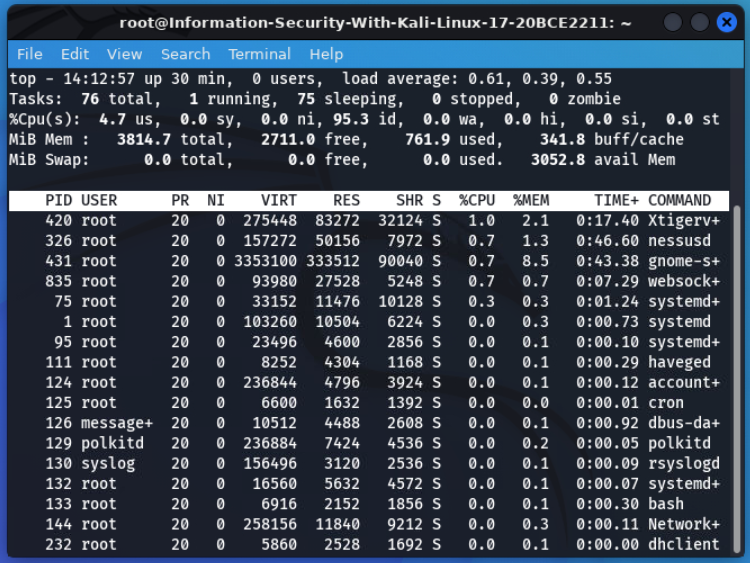 root@Information-Security-With-Kali-Linux-17-20BCE2211: ~
File Edit View Search Terminal Help
top - 14:12:57 up 30 min,  0 users,  load average: 0.61, 0.39, 0.55
Tasks:  76 total,   1 running,  75 sleeping,   0 stopped,   0 zombie
%Cpu(s):  4.7 us,  0.0 sy,  0.0 ni, 95.3 id,  0.0 wa,  0.0 hi,  0.0 si,  0.0 st
MiB Mem :   3814.7 total,   2711.0 free,    761.9 used,    341.8 buff/cache
MiB Swap:      0.0 total,      0.0 free,      0.0 used.   3052.8 avail Mem
PID USER      PR  NI    VIRT    RES    SHR S  %CPU  %MEM     TIME+ COMMAND
420 root      20   0  275448  83272  32124 S   1.0   2.1   0:17.40 Xtigerv+
326 root      20   0  157272  50156   7972 S   0.7   1.3   0:46.60 nessusd
431 root      20   0 3353100 333512  90040 S   0.7   8.5   0:43.38 gnome-s+
835 root      20   0   93980  27528   5248 S   0.7   0.7   0:07.29 websock+
75 root      20   0   33152  11476  10128 S   0.3   0.3   0:01.24 systemd+
1 root      20   0  103260  10504   6224 S   0.0   0.3   0:00.73 systemd
95 root      20   0   23496   4600   2856 S   0.0   0.1   0:00.10 systemd+
111 root      20   0    8252   4304   1168 S   0.0   0.1   0:00.29 haveged
124 root      20   0  236844   4796   3924 S   0.0   0.1   0:00.12 account+
125 root      20   0    6600   1632   1392 S   0.0   0.0   0:00.01 cron
126 message+  20   0   10512   4488   2608 S   0.0   0.1   0:00.92 dbus-da+
129 polkitd   20   0  236884   7424   4536 S   0.0   0.2   0:00.05 polkitd
130 syslog    20   0  156496   3120   2536 S   0.0   0.1   0:00.09 rsyslogd
132 root      20   0   16560   5632   4572 S   0.0   0.1   0:00.07 systemd+
133 root      20   0    6916   2152   1856 S   0.0   0.1   0:00.30 bash
144 root      20   0  258156  11840   9212 S   0.0   0.3   0:00.11 Network+
232 root      20   0    5860   2528   1692 S   0.0   0.1   0:00.00 dhclient